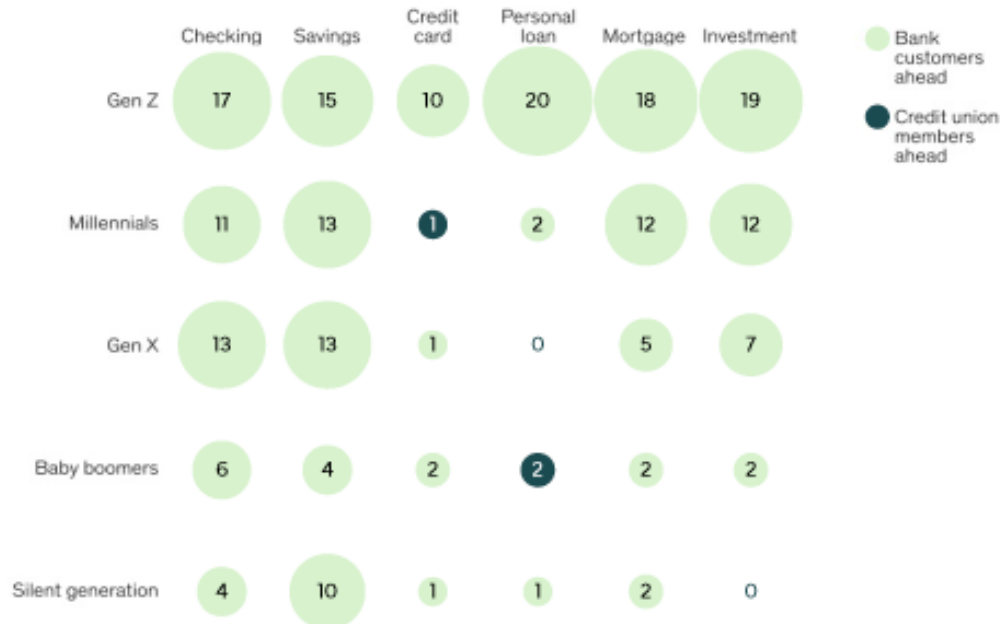 Credit
card
Personal
loan
Checking
Savings
Mortgage
Investment
Bank
customers
ahead
Credit union
members
ahead
Gen Z
17
15
10
20
18
19
Millennials
11
13
1
2
12
12
Gen X
13
13
1
0
5
7
Baby boomers
6
4
2
2
2
2
Silent generation
4
10
1
1
2
0